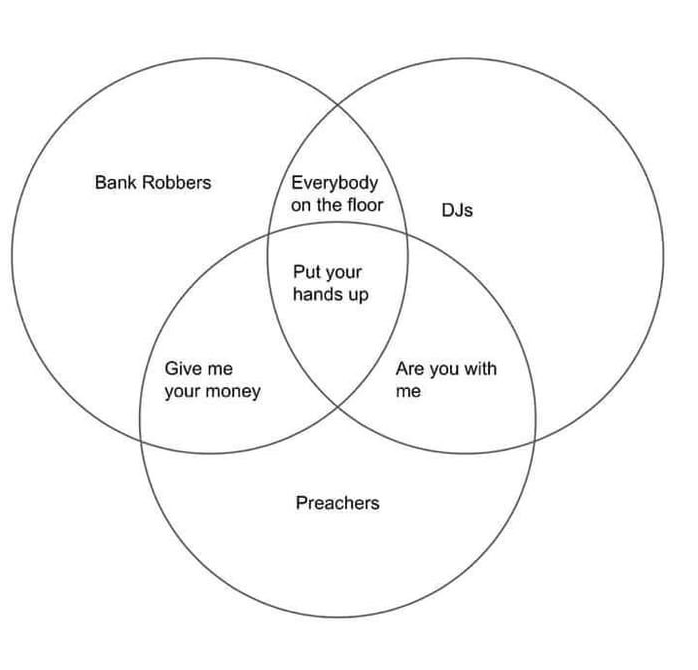 Bank Robbers
Everybody
on the floor
DJs
Put your
hands up
Give me
your money
Are you with
me
Preachers